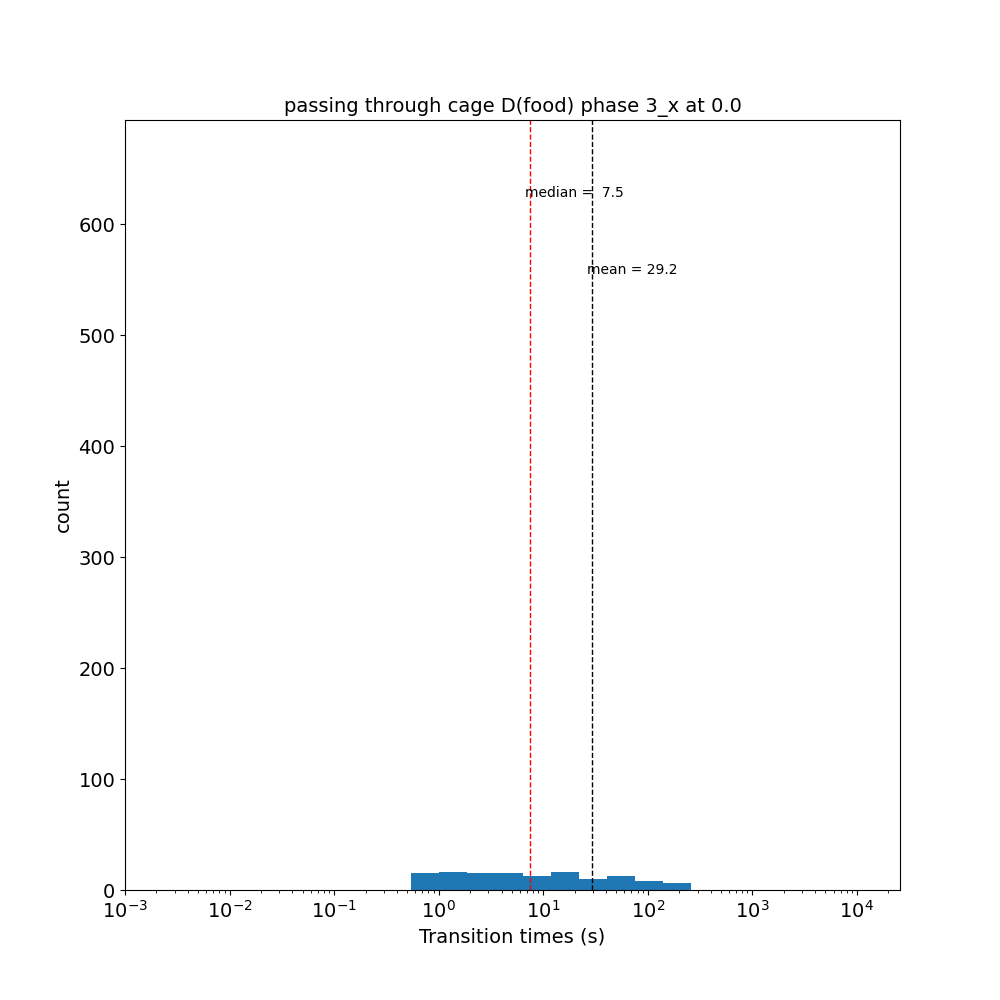 passing through cage D(food) phase 3_x at 0.0
median =  7.5
mean = 29.2
600
500
400
300
200
100
0
count
10⁻³ 10⁻² 10⁻¹ 10⁰ 10¹ 10² 10³ 10⁴
Transition times (s)